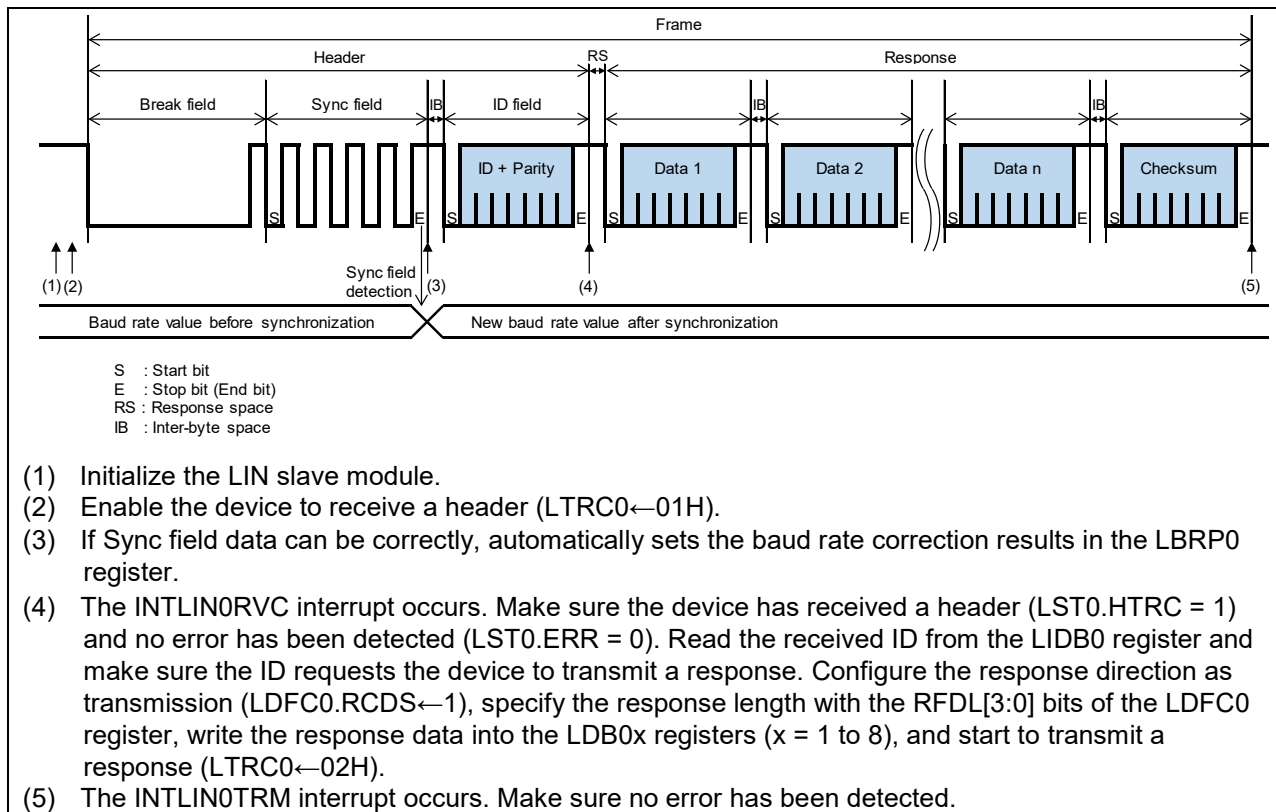 Frame
Header
RS
Response
Break field
Sync field
IB
ID field
IB
IB
ID + Parity
Data 1
Data 2
Data n
Checksum
S
E
S
E
S
E
S
E
S
E
S
E
(1)
(2)
Sync field
detection
(3)
(4)
(5)
Baud rate value before synchronization
New baud rate value after synchronization
S : Start bit
E : Stop bit (End bit)
RS : Response space
IB : Inter-byte space
(1) Initialize the LIN slave module.
(2) Enable the device to receive a header (LTRC0←01H).
(3) If Sync field data can be correctly, automatically sets the baud rate correction results in the LBRP0
register.
(4) The INTLIN0RVC interrupt occurs. Make sure the device has received a header (LST0.HTRC = 1)
and no error has been detected (LST0.ERR = 0). Read the received ID from the LIDB0 register and
make sure the ID requests the device to transmit a response. Configure the response direction as
transmission (LDFC0.RCDS←1), specify the response length with the RFDL[3:0] bits of the LDFC0
register, write the response data into the LDB0x registers (x = 1 to 8), and start to transmit a
response (LTRC0←02H).
(5) The INTLIN0TRM interrupt occurs. Make sure no error has been detected.